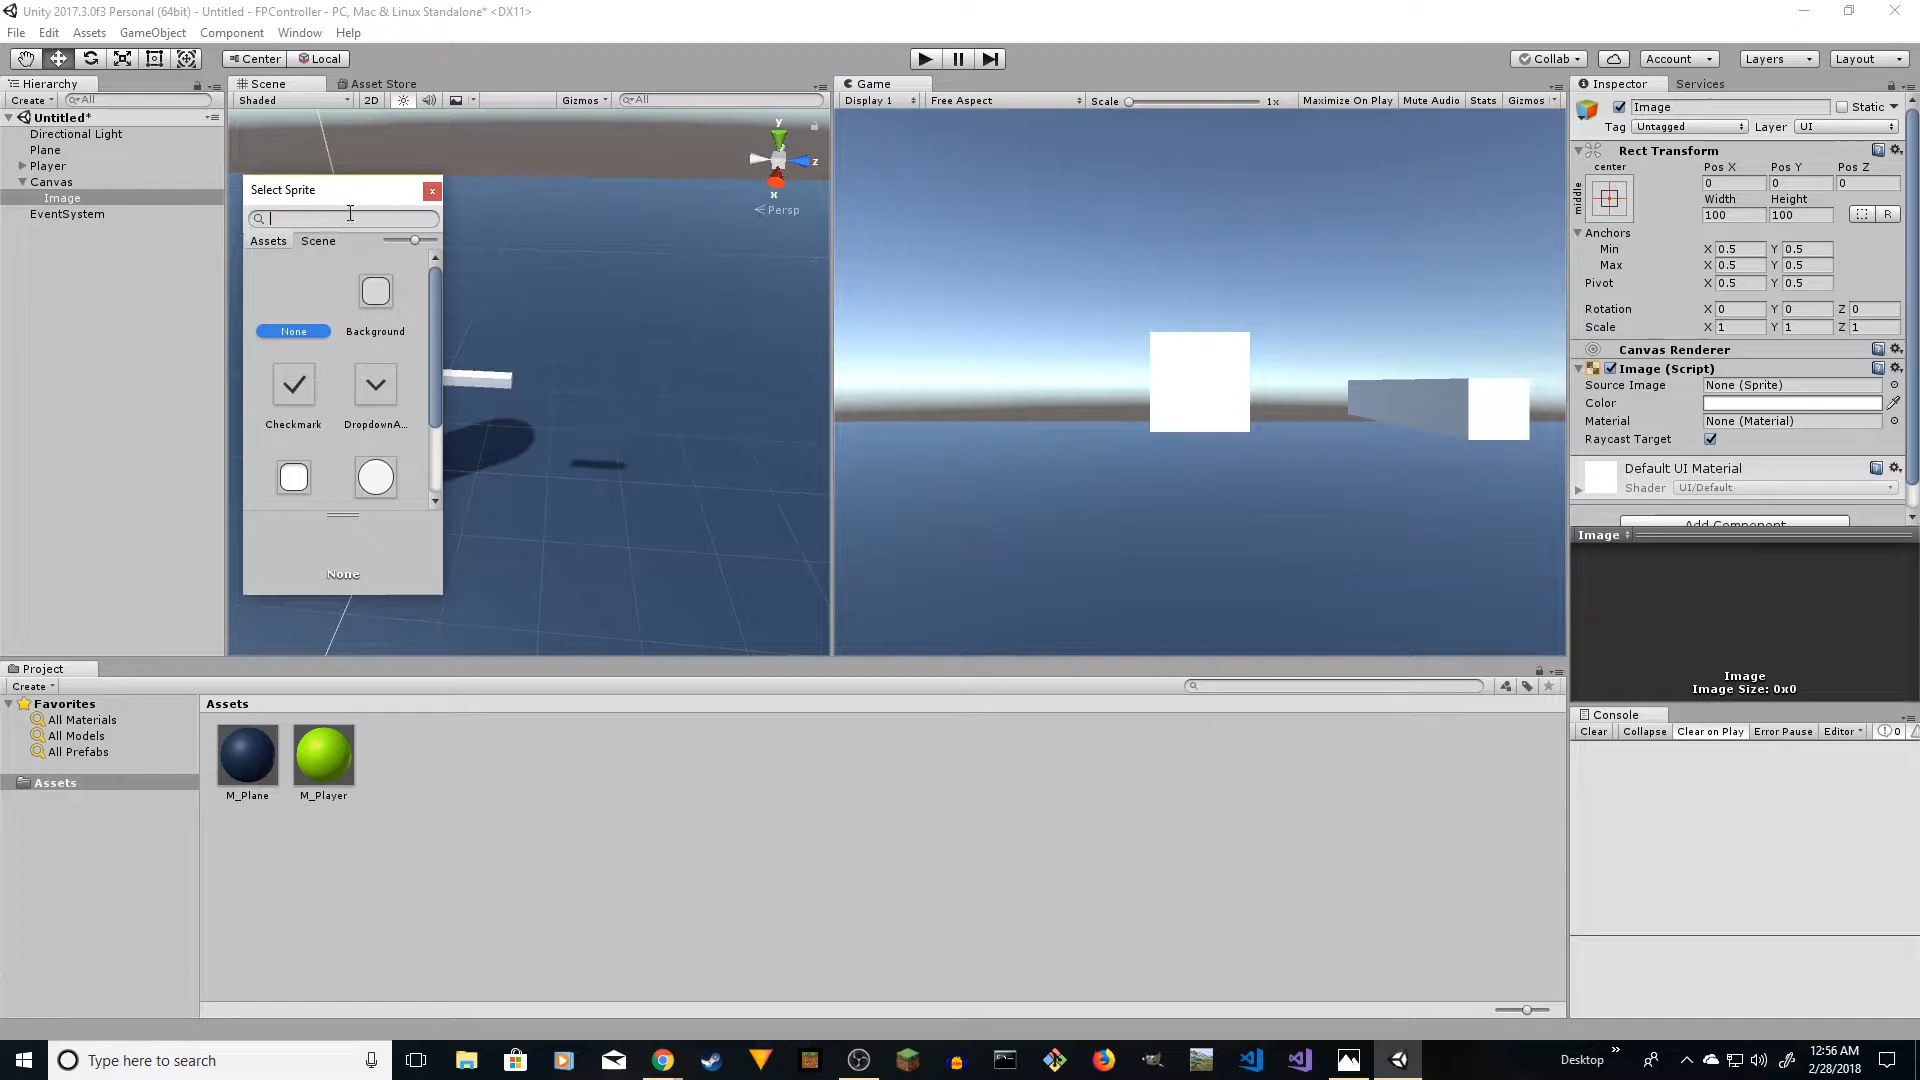 Unity 2017.3.0f3 Personal (64bit) - Untitled - FPController - PC, Mac & Linux Standalone* <DX11>
File Edit Assets GameObject Component Window Help
Center Local
Collab Account Layers Layout
Hierarchy
Create All
Untitled*
Directional Light
Plane
Player
Canvas
Image
EventSystem
Scene Asset Store
Shaded 2D Gizmos All
y
z
x
Persp
Select Sprite
Assets Scene
None Background
Checkmark DropdownA...
None
Game
Display 1 Free Aspect Scale 1x Maximize On Play Mute Audio Stats Gizmos
Inspector Services
Image Static
Tag Untagged Layer UI
Rect Transform
center Pos X Pos Y Pos Z
middle 0 0 0
Width Height
100 100 R
Anchors
Min X 0.5 Y 0.5
Max X 0.5 Y 0.5
Pivot X 0.5 Y 0.5
Rotation X 0 Y 0 Z 0
Scale X 1 Y 1 Z 1
Canvas Renderer
Image (Script)
Source Image None (Sprite)
Color
Material None (Material)
Raycast Target
Default UI Material
Shader UI/Default
Add Component
Image
Image
Image Size: 0x0
Project
Create
Favorites
All Materials
All Models
All Prefabs
Assets
Assets
M_Plane M_Player
Console
Clear Collapse Clear on Play Error Pause Editor 0
Type here to search
Desktop
12:56 AM
2/28/2018